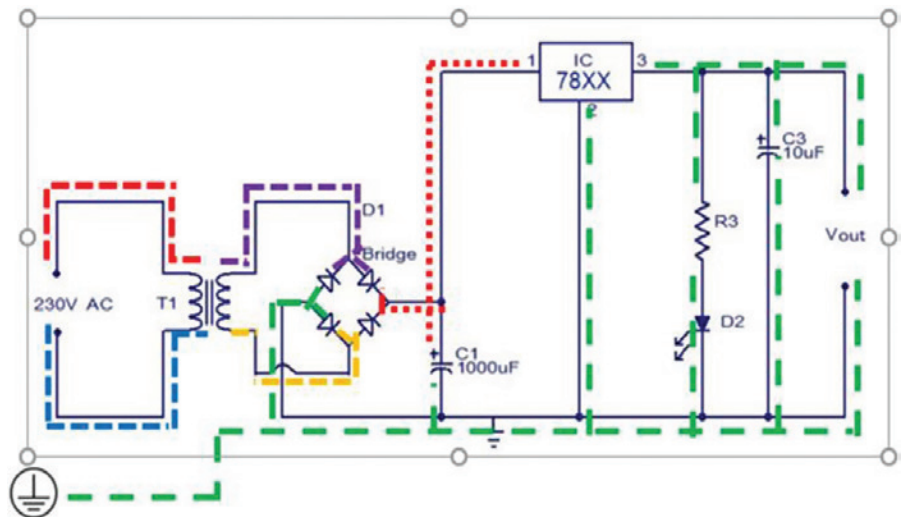 1
IC
78XX
3
2
C3
10uF
D1
Bridge
R3
Vout
230V AC
T1
D2
C1
1000uF
+
+